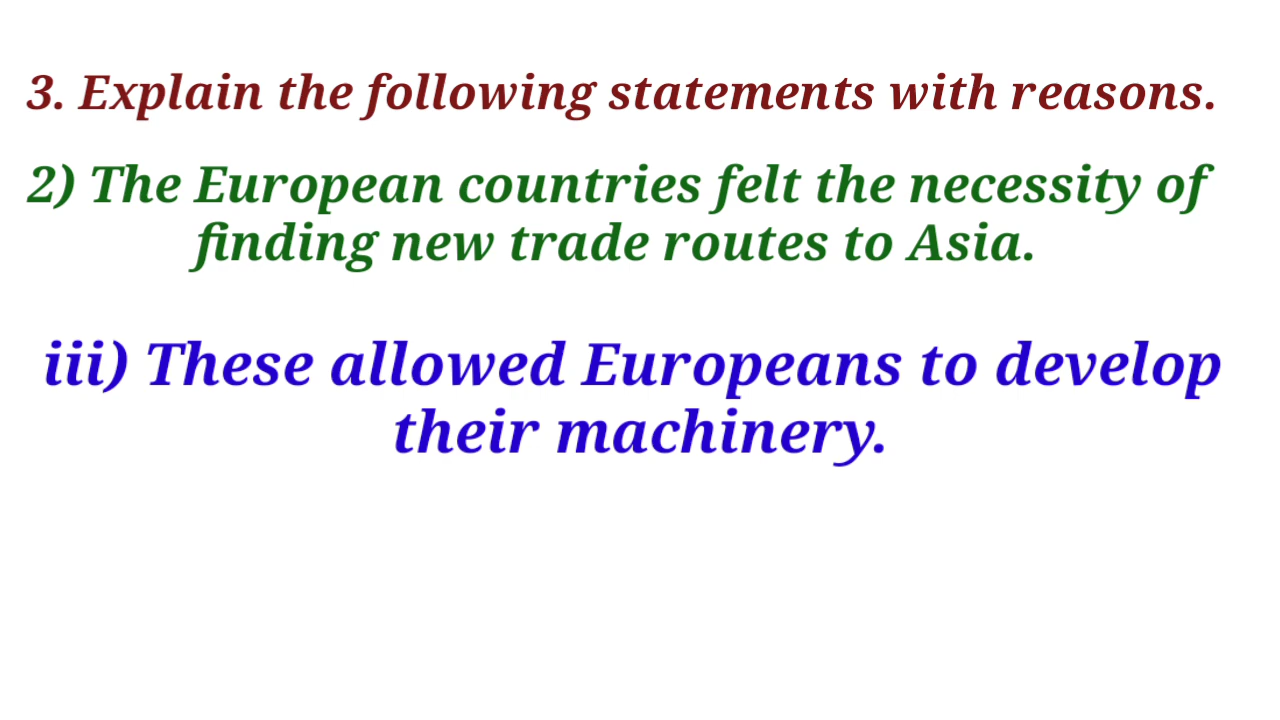 3. Explain the following statements with reasons.
2) The European countries felt the necessity of
finding new trade routes to Asia.
iii) These allowed Europeans to develop
their machinery.